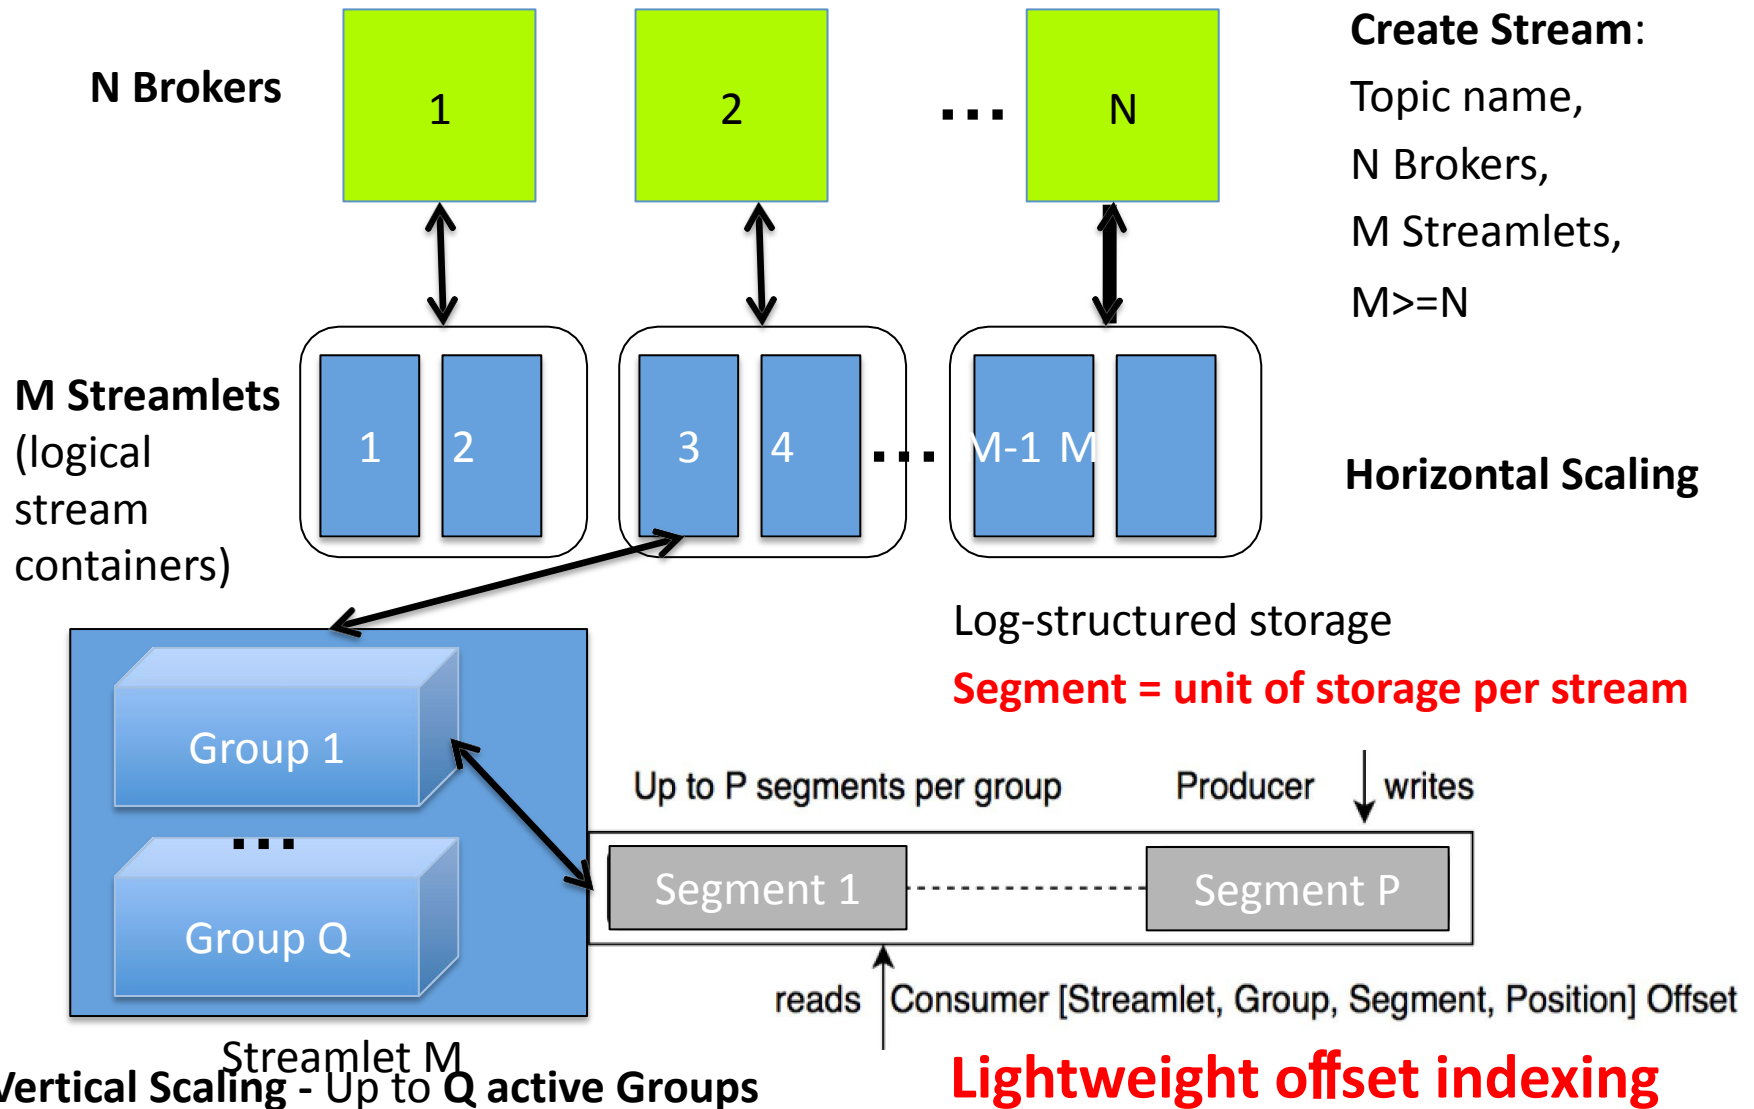 N Brokers
1
2
...
N
Create Stream:
Topic name,
N Brokers,
M Streamlets,
M>=N
M Streamlets
(logical
stream
containers)
1
2
3
4
...
M-1 M
Horizontal Scaling
Log-structured storage
Segment = unit of storage per stream
Group 1
...
Group Q
Up to P segments per group
Producer
writes
Segment 1
Segment P
reads
Consumer [Streamlet, Group, Segment, Position] Offset
Streamlet M
Vertical Scaling - Up to Q active Groups
Lightweight offset indexing